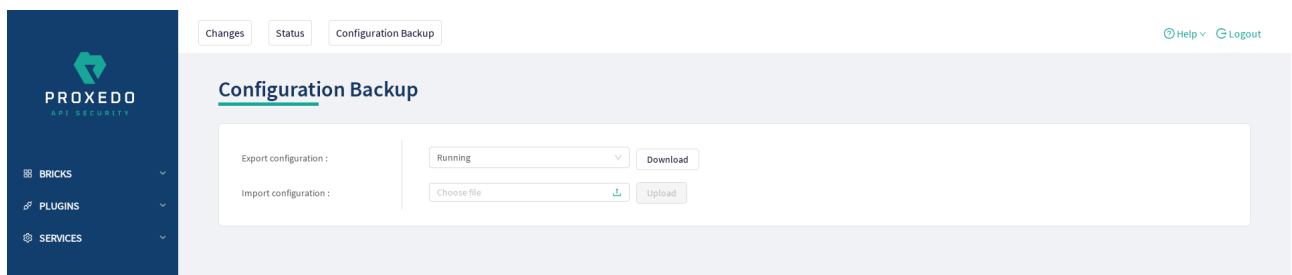 Changes Status Configuration Backup Help Logout
PROXEDO
API SECURITY
Configuration Backup
Export configuration : Running Download
Import configuration : Choose file Upload
BRICKS
PLUGINS
SERVICES